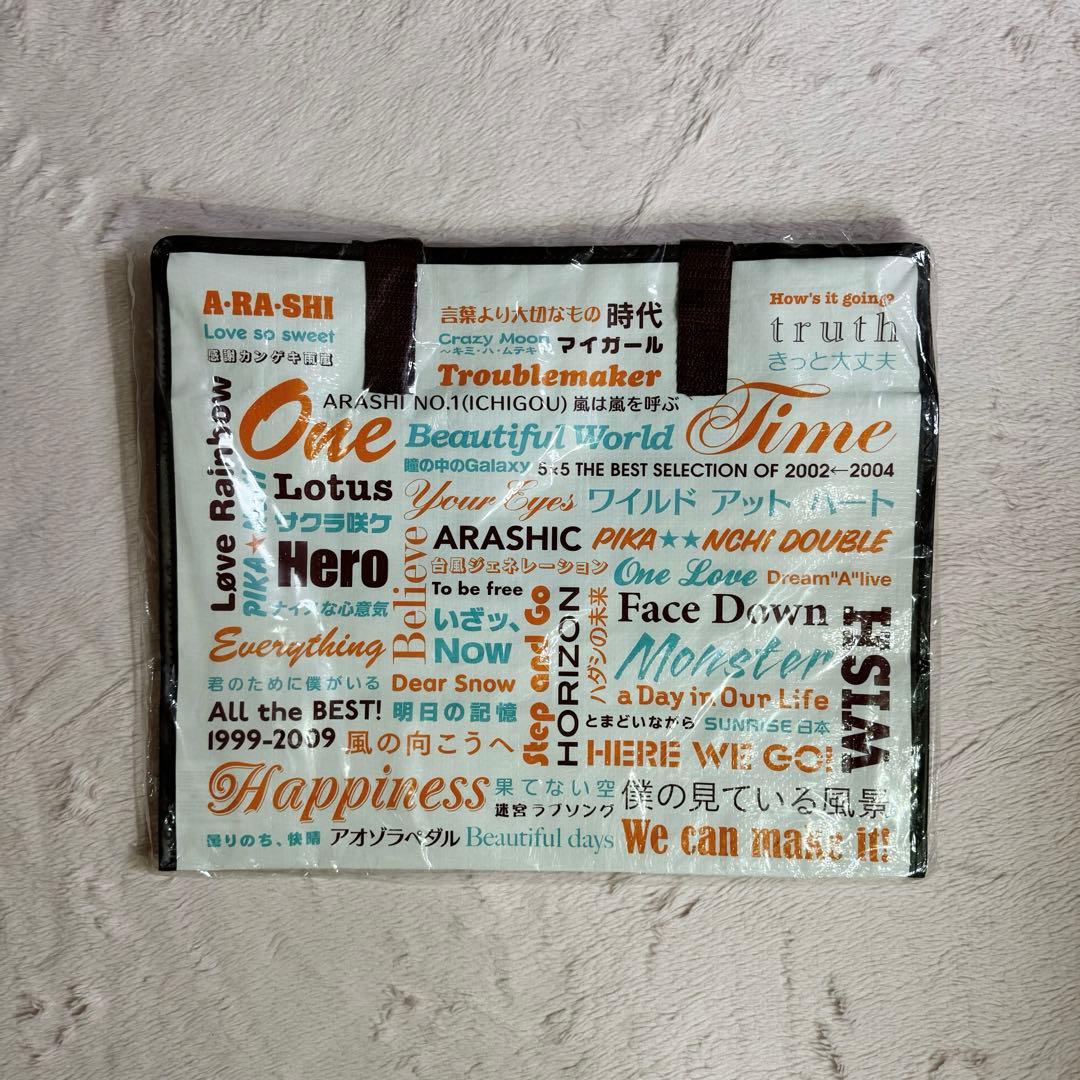 A・RA・SHI
Love so sweet
感謝カンゲキ雨嵐
言葉より大切なもの
時代
Crazy Moon
～キミ・ハ・ムテキ
マイガール
Troublemaker
How's it going?
truth
きっと大丈夫
One
ARASHI NO.1(ICHIGOU) 嵐は嵐を呼ぶ
Time
Beautiful World
瞳の中のGalaxy
5×5 THE BEST SELECTION OF 2002←2004
Love Rainbow
PIKA★NCHI
Lotus
サクラ咲ケ
Hero
ナイスな心意気
Your Eyes
ワイルド アット ハート
Believe
ARASHIC
PIKA★★NCHI DOUBLE
台風ジェネレーション
One Love
Dream"A"live
To be free
いざッ、
Now
Step and Go
HORIZON
ハダシの未来
Face Down
Monster
WISH
Everything
君のために僕がいる
Dear Snow
a Day in Our Life
All the BEST!
1999-2009
明日の記憶
とまどいながら
SUNRISE 日本
風の向こうへ
HERE WE GO!
Happiness
果てない空
迷宮ラブソング
僕の見ている風景
曇りのち、快晴
アオゾラペダル
Beautiful days
We can make it!